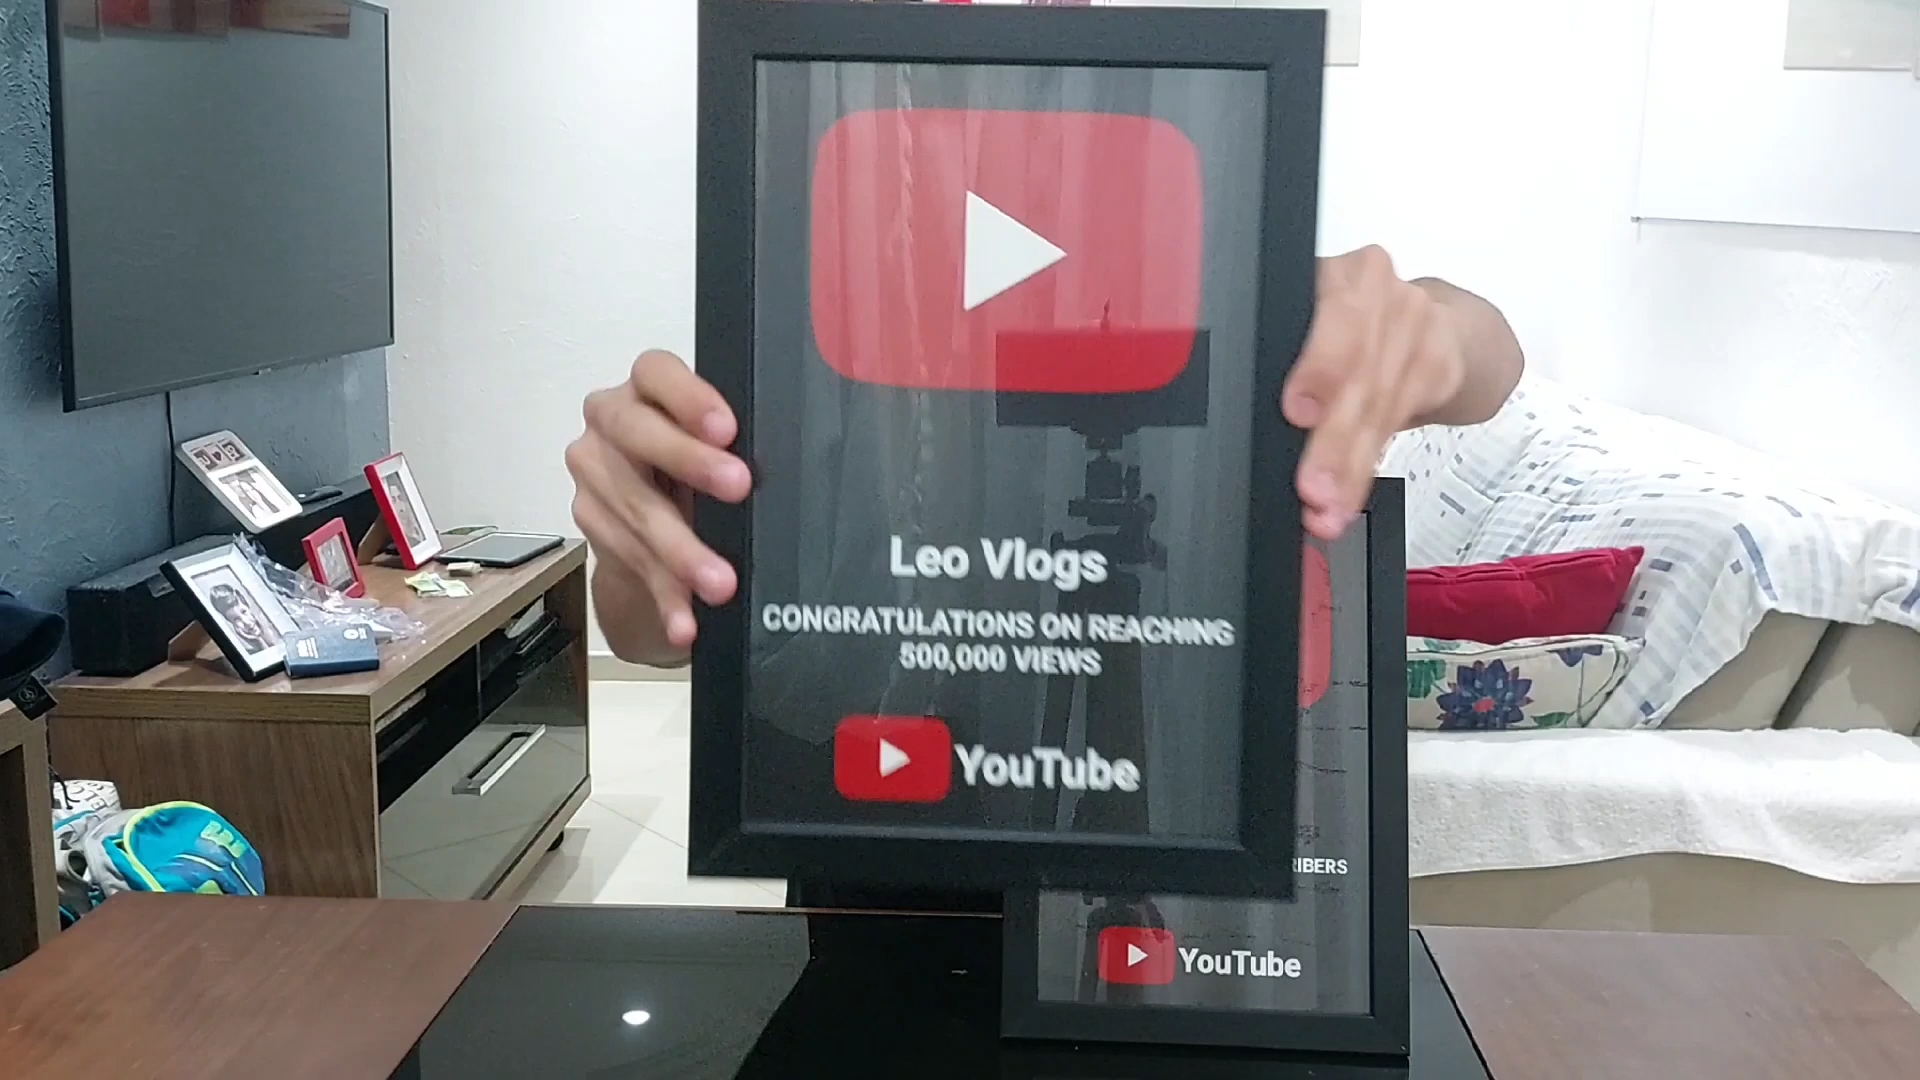 Leo Vlogs
CONGRATULATIONS ON REACHING
500,000 VIEWS
YouTube
RIBERS
YouTube